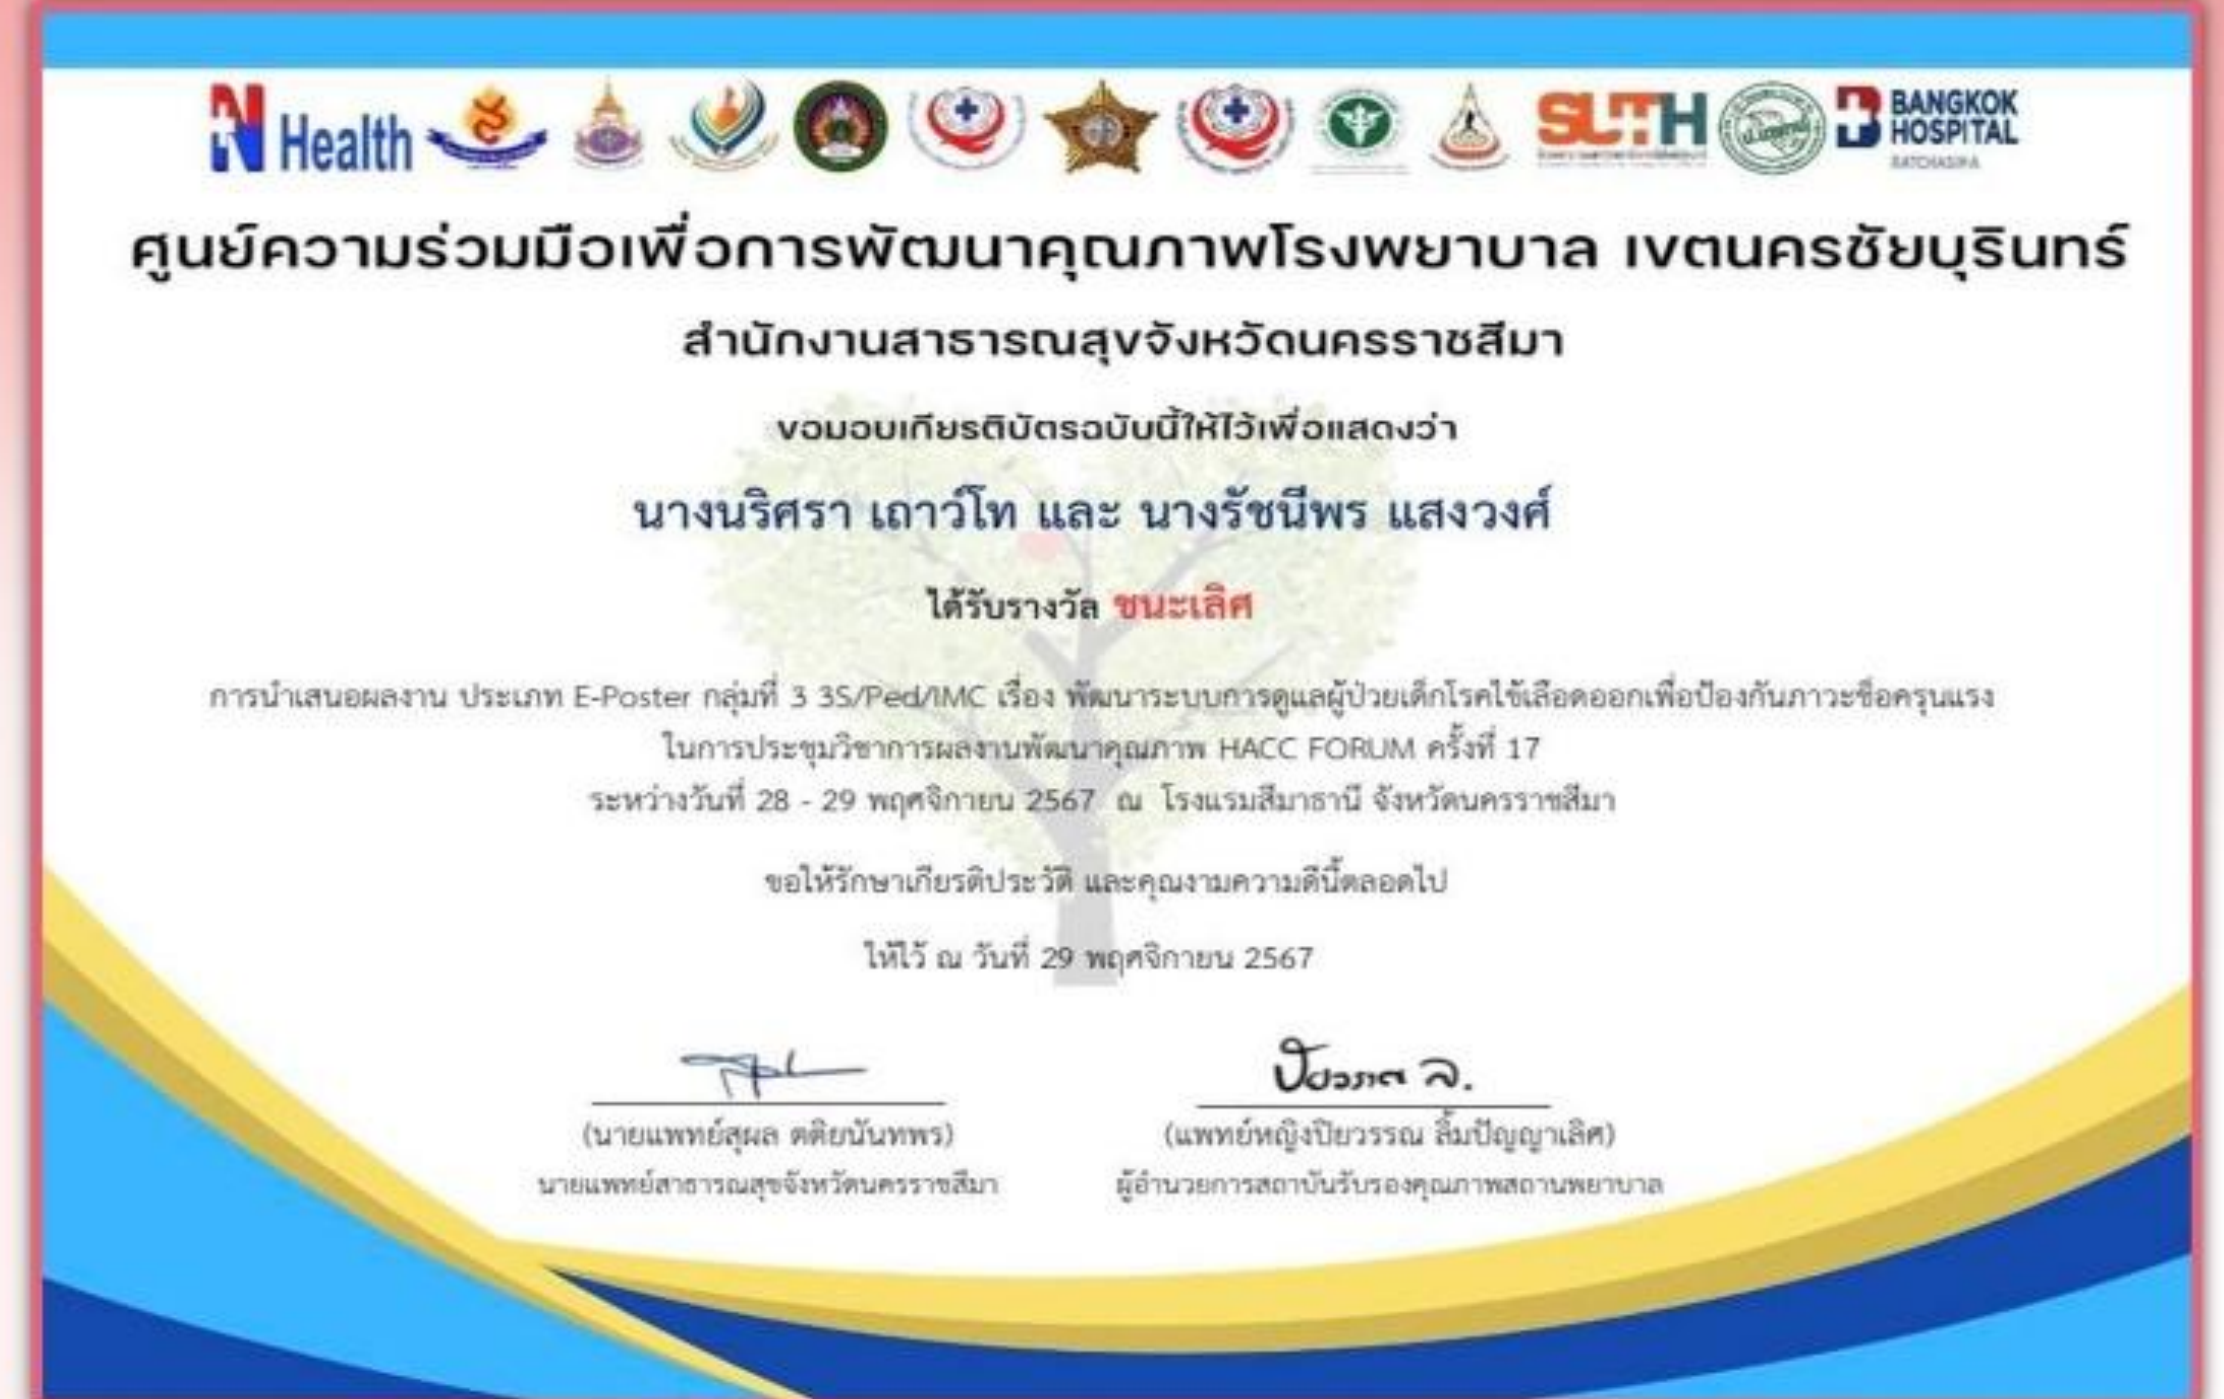 N Health SUTH BANGKOK HOSPITAL RATCHASIMA
ศูนย์ความร่วมมือเพื่อการพัฒนาคุณภาพโรงพยาบาล เขตนครชัยบุรินทร์
สำนักงานสาธารณสุขจังหวัดนครราชสีมา
ขอมอบเกียรติบัตรฉบับนี้ให้ไว้เพื่อแสดงว่า
นางนริศรา เถาว์โท และ นางรัชนีพร แสงวงศ์
ได้รับรางวัล ชนะเลิศ
การนำเสนอผลงาน ประเภท E-Poster กลุ่มที่ 3 3S/Ped/IMC เรื่อง พัฒนาระบบการดูแลผู้ป่วยเด็กโรคไข้เลือดออกเพื่อป้องกันภาวะช็อครุนแรง
ในการประชุมวิชาการผลงานพัฒนาคุณภาพ HACC FORUM ครั้งที่ 17
ระหว่างวันที่ 28 - 29 พฤศจิกายน 2567 ณ โรงแรมสีมาธานี จังหวัดนครราชสีมา
ขอให้รักษาเกียรติประวัติ และคุณงามความดีนี้ตลอดไป
ให้ไว้ ณ วันที่ 29 พฤศจิกายน 2567
(นายแพทย์สุผล ตติยนันทพร) (แพทย์หญิงปิยวรรณ ลิ้มปัญญาเลิศ)
นายแพทย์สาธารณสุขจังหวัดนครราชสีมา ผู้อำนวยการสถาบันรับรองคุณภาพสถานพยาบาล